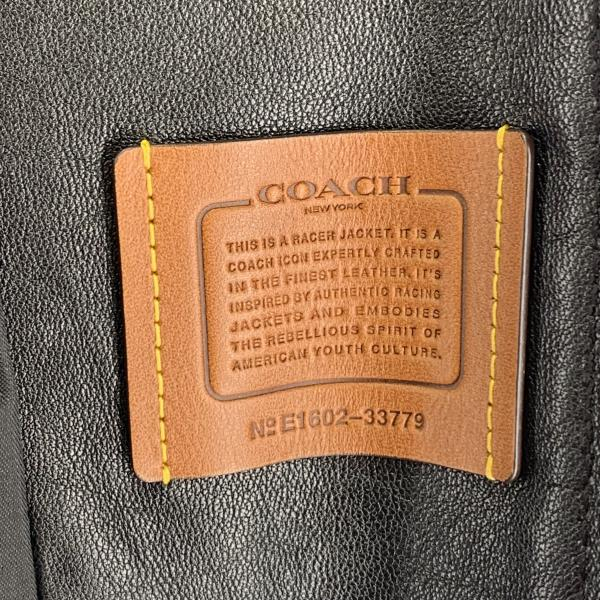 COACH
NEW YORK
THIS IS A RACER JACKET. IT IS A
COACH ICON EXPERTLY CRAFTED
IN THE FINEST LEATHER. IT'S
INSPIRED BY AUTHENTIC RACING
JACKETS AND EMBODIES
THE REBELLIOUS SPIRIT OF
AMERICAN YOUTH CULTURE.
Nº E1602-33779